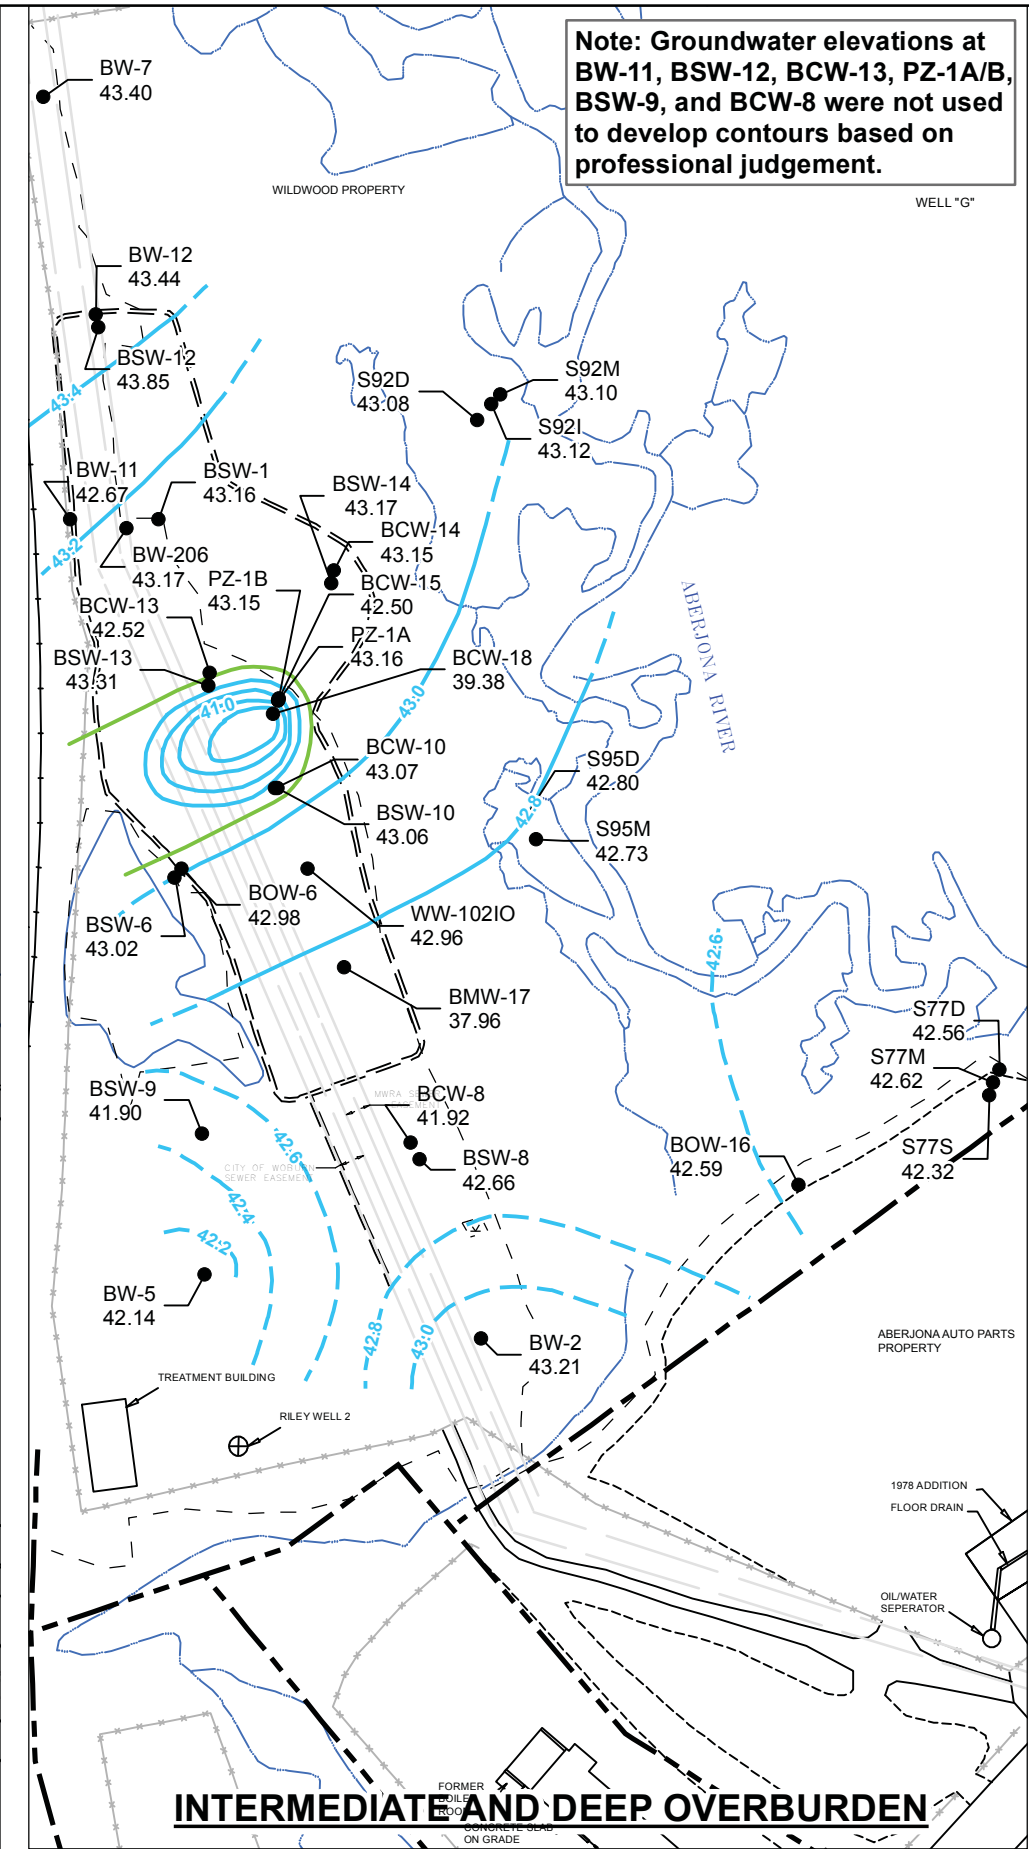 Note: Groundwater elevations at
BW-11, BSW-12, BCW-13, PZ-1A/B,
BSW-9, and BCW-8 were not used
to develop contours based on
professional judgement.
BW-7
43.40
WILDWOOD PROPERTY
WELL "G"
BW-12
43.44
BSW-12
43.85
43.4
S92D
43.08
S92M
43.10
S92I
43.12
BW-11
42.67
BSW-1
43.16
BSW-14
43.17
43.2
BW-206
43.17
BCW-14
43.15
PZ-1B
43.15
BCW-15
42.50
BCW-13
42.52
PZ-1A
43.16
BSW-13
43.31
BCW-18
39.38
ABERJONA RIVER
41.0
43.0
BCW-10
43.07
S95D
42.80
BSW-10
43.06
42.8
S95M
42.73
BOW-6
42.98
WW-102IO
42.96
BSW-6
43.02
42.6
BMW-17
37.96
S77D
42.56
S77M
42.62
BSW-9
41.90
MWRA SEWER
EASEMENT
BCW-8
41.92
42.6
BOW-16
42.59
S77S
42.32
CITY OF WOBURN
SEWER EASEMENT
BSW-8
42.66
42.4
42.2
BW-5
42.14
42.8
43.0
BW-2
43.21
ABERJONA AUTO PARTS
PROPERTY
TREATMENT BUILDING
RILEY WELL 2
1978 ADDITION
FLOOR DRAIN
OIL/WATER
SEPERATOR
FORMER
BOILER
ROOM
INTERMEDIATE AND DEEP OVERBURDEN
CONCRETE SLAB
ON GRADE